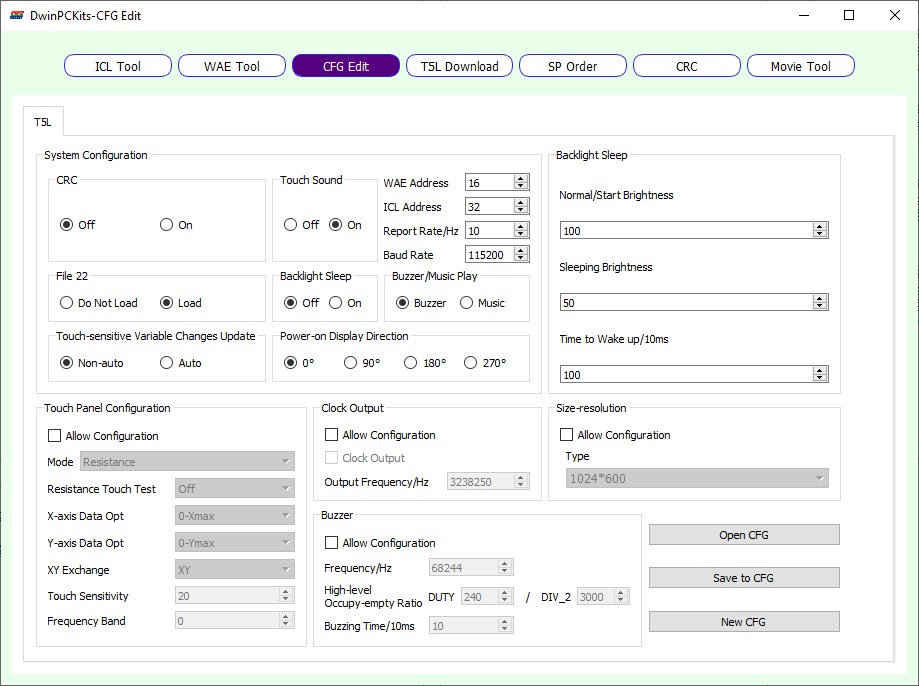 DwinPCKits-CFG Edit
ICL Tool WAE Tool CFG Edit T5L Download SP Order CRC Movie Tool
T5L
System Configuration
CRC
Off On
Touch Sound
Off On
WAE Address 16
ICL Address 32
Report Rate/Hz 10
Baud Rate 115200
File 22
Do Not Load Load
Backlight Sleep
Off On
Buzzer/Music Play
Buzzer Music
Touch-sensitive Variable Changes Update
Non-auto Auto
Power-on Display Direction
0° 90° 180° 270°
Backlight Sleep
Normal/Start Brightness
100
Sleeping Brightness
50
Time to Wake up/10ms
100
Touch Panel Configuration
Allow Configuration
Mode Resistance
Resistance Touch Test Off
X-axis Data Opt 0-Xmax
Y-axis Data Opt 0-Ymax
XY Exchange XY
Touch Sensitivity 20
Frequency Band 0
Clock Output
Allow Configuration
Clock Output
Output Frequency/Hz 3238250
Size-resolution
Allow Configuration
Type
1024*600
Buzzer
Allow Configuration
Frequency/Hz 68244
High-level
Occupy-empty Ratio DUTY 240 / DIV_2 3000
Buzzing Time/10ms 10
Open CFG
Save to CFG
New CFG